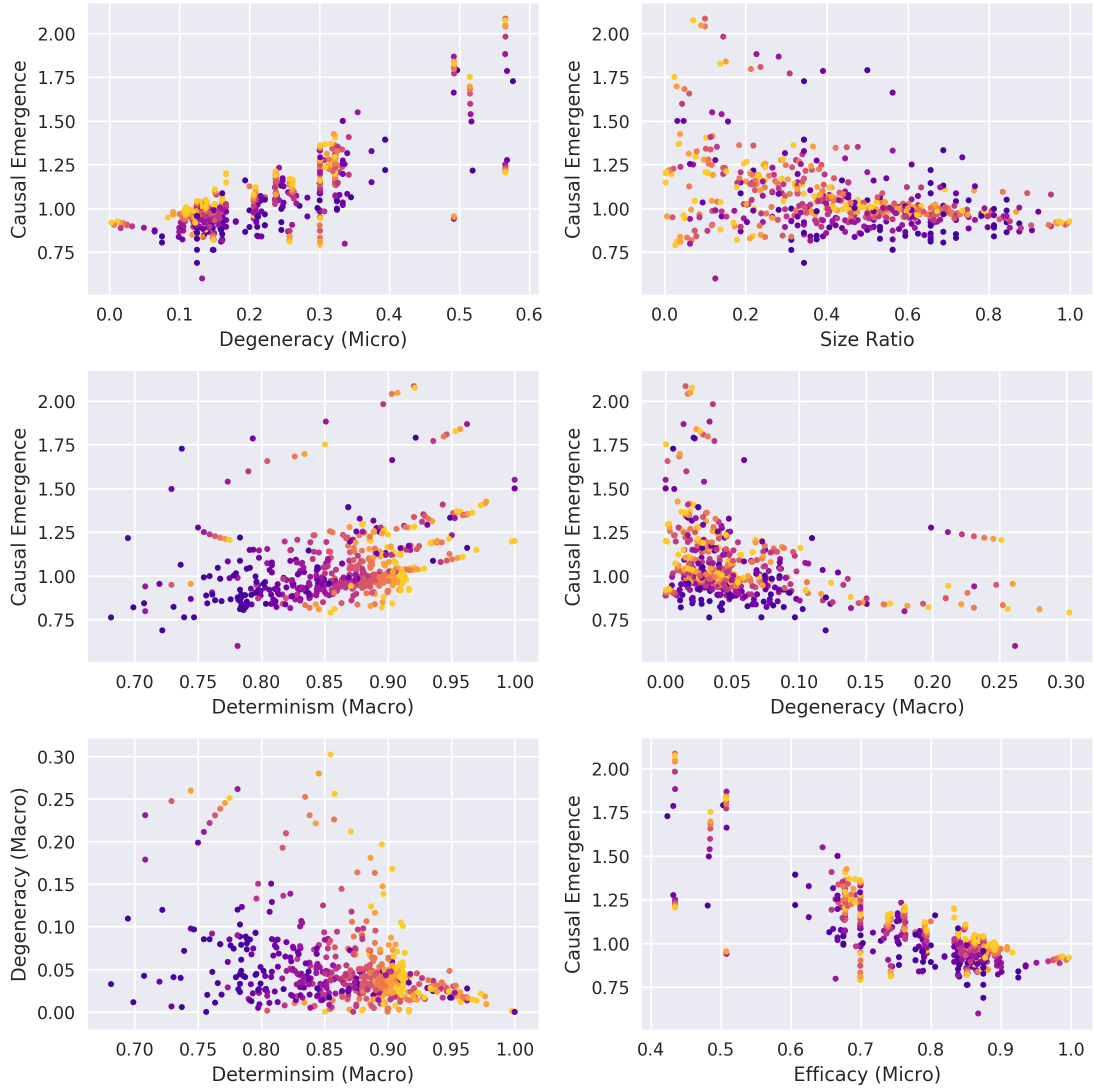 2.00
1.75
1.50
1.25
1.00
0.75
Causal Emergence
0.0 0.1 0.2 0.3 0.4 0.5 0.6
Degeneracy (Micro)
2.00
1.75
1.50
1.25
1.00
0.75
Causal Emergence
0.0 0.2 0.4 0.6 0.8 1.0
Size Ratio
2.00
1.75
1.50
1.25
1.00
0.75
Causal Emergence
0.70 0.75 0.80 0.85 0.90 0.95 1.00
Determinism (Macro)
2.00
1.75
1.50
1.25
1.00
0.75
Causal Emergence
0.00 0.05 0.10 0.15 0.20 0.25 0.30
Degeneracy (Macro)
0.30
0.25
0.20
0.15
0.10
0.05
0.00
Degeneracy (Macro)
0.70 0.75 0.80 0.85 0.90 0.95 1.00
Determinsim (Macro)
2.00
1.75
1.50
1.25
1.00
0.75
Causal Emergence
0.4 0.5 0.6 0.7 0.8 0.9 1.0
Efficacy (Micro)